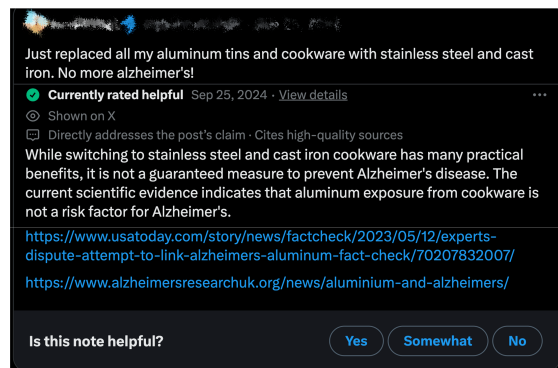 Just replaced all my aluminum tins and cookware with stainless steel and cast
iron. No more alzheimer's!
Currently rated helpful Sep 25, 2024 · View details
Shown on X
Directly addresses the post's claim · Cites high-quality sources
While switching to stainless steel and cast iron cookware has many practical
benefits, it is not a guaranteed measure to prevent Alzheimer's disease. The
current scientific evidence indicates that aluminum exposure from cookware is
not a risk factor for Alzheimer's.
https://www.usatoday.com/story/news/factcheck/2023/05/12/experts-
dispute-attempt-to-link-alzheimers-aluminum-fact-check/70207832007/
https://www.alzheimersresearchuk.org/news/aluminium-and-alzheimers/
Is this note helpful? Yes Somewhat No